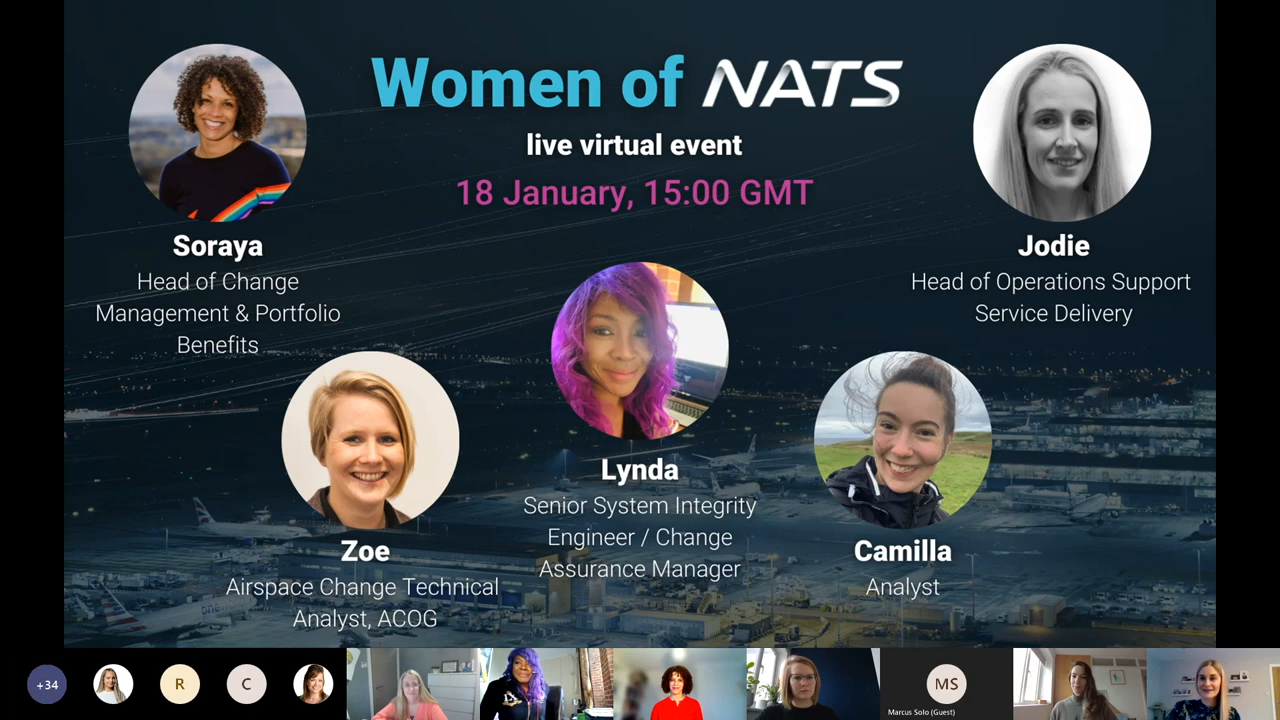 Women of NATS
live virtual event
18 January, 15:00 GMT
Soraya
Head of Change
Management & Portfolio
Benefits
Jodie
Head of Operations Support
Service Delivery
Lynda
Senior System Integrity
Engineer / Change
Assurance Manager
Zoe
Airspace Change Technical
Analyst, ACOG
Camilla
Analyst
+34
R
C
MS
Marcus Solo (Guest)